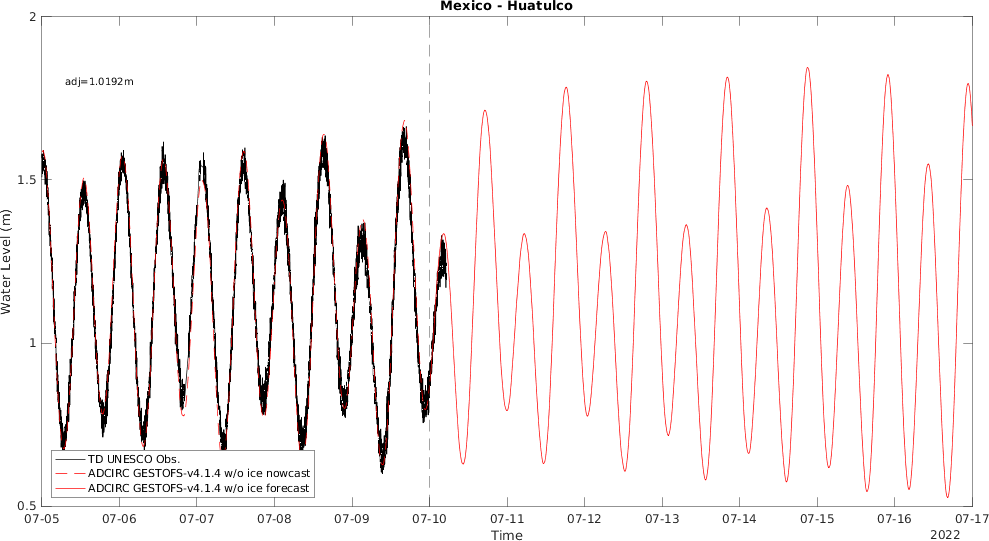 Mexico - Huatulco
2
adj=1.0192m
1.5
Water Level (m)
1
TD UNESCO Obs.
ADCIRC GESTOFS-v4.1.4 w/o ice nowcast
ADCIRC GESTOFS-v4.1.4 w/o ice forecast
0.5
07-05 07-06 07-07 07-08 07-09 07-10 07-11 07-12 07-13 07-14 07-15 07-16 07-17
Time
2022